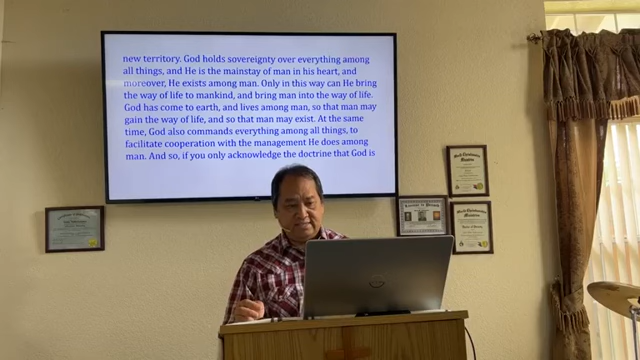 new territory. God holds sovereignty over everything among
all things, and He is the mainstay of man in his heart, and
moreover, He exists among man. Only in this way can He bring
the way of life to mankind, and bring man into the way of life.
God has come to earth, and lives among man, so that man may
gain the way of life, and so that man may exist. At the same
time, God also commands everything among all things, to
facilitate cooperation with the management He does among
man. And so, if you only acknowledge the doctrine that God is